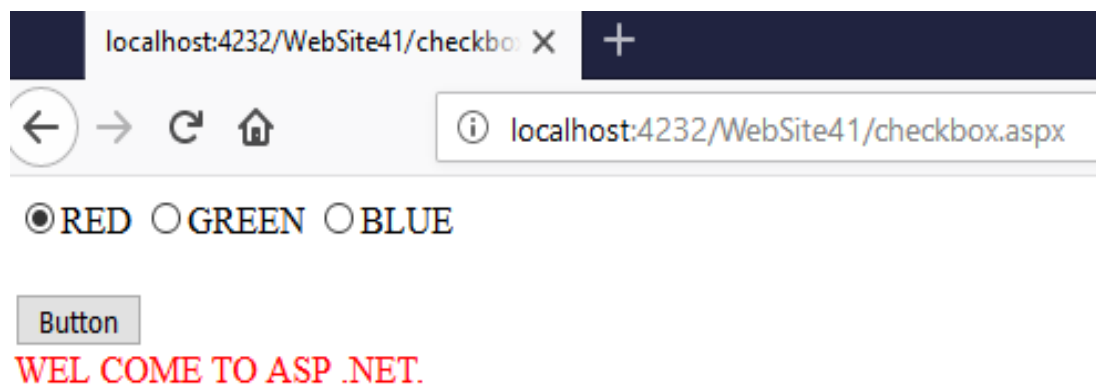 localhost:4232/WebSite41/checkbo
localhost:4232/WebSite41/checkbox.aspx
RED GREEN BLUE
Button
WEL COME TO ASP .NET.